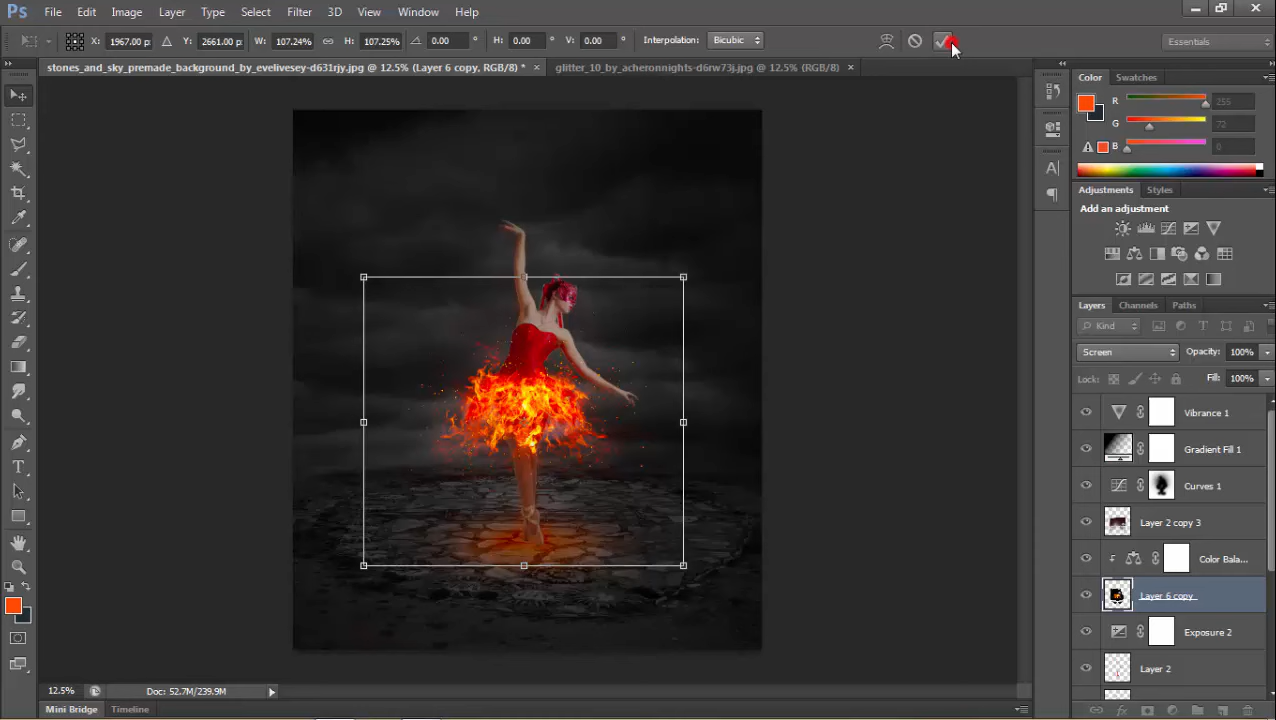 Ps File Edit Image Layer Type Select Filter 3D View Window Help
X: 1967.00 p: Y: 2661.00 p: W: 107.24% H: 107.25% 0.00 ° H: 0.00 ° V: 0.00 ° Interpolation: Bicubic Essentials
stones_and_sky_premade_background_by_evelivesey-d631rjy.jpg @ 12.5% (Layer 6 copy, RGB/8) * × glitter_10_by_acheronnights-d6rw73j.jpg @ 12.5% (RGB/8) ×
Color Swatches
R 255
G 72
B 0
Adjustments Styles
Add an adjustment
Layers Channels Paths
Kind
Screen Opacity: 100%
Lock: Fill: 100%
Vibrance 1
Gradient Fill 1
Curves 1
Layer 2 copy 3
Color Bala...
Layer 6 copy
Exposure 2
Layer 2
12.5% Doc: 52.7M/239.9M
Mini Bridge Timeline